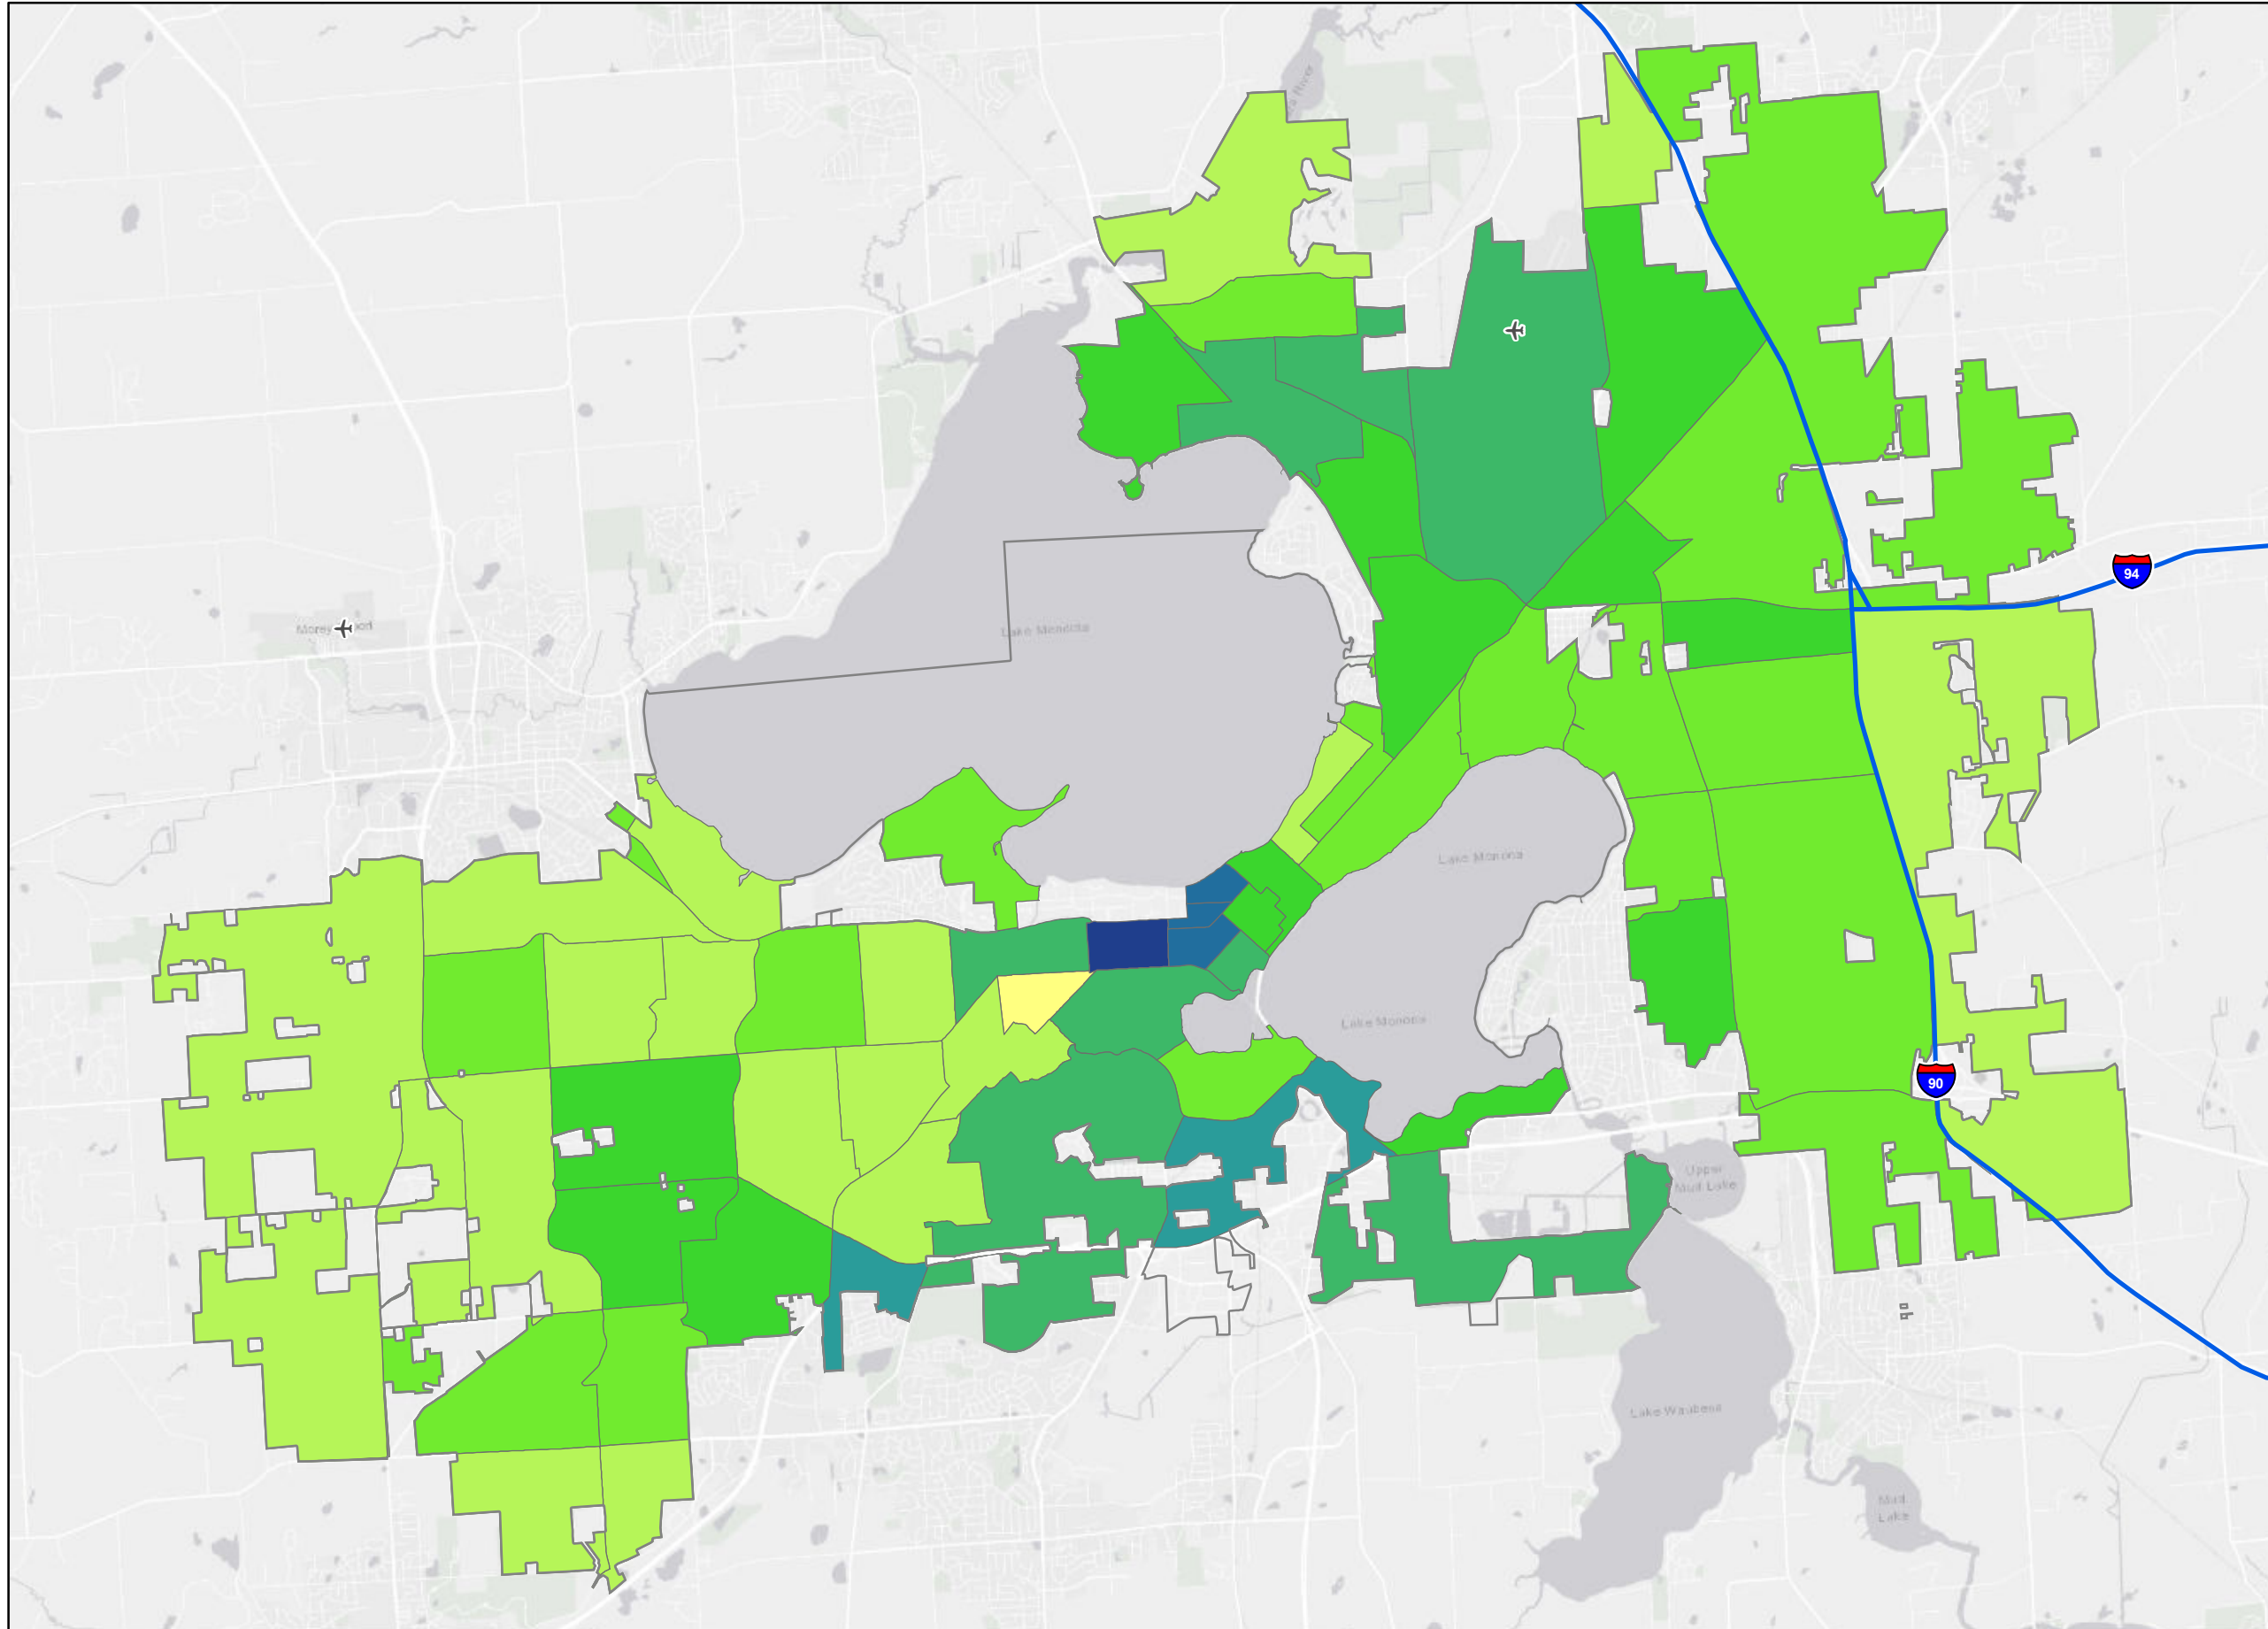 Lake Mendota
94
Lake Monona
Lake Monona
90
Upper
Mud Lake
Lake Waubesa
Mud
Lake